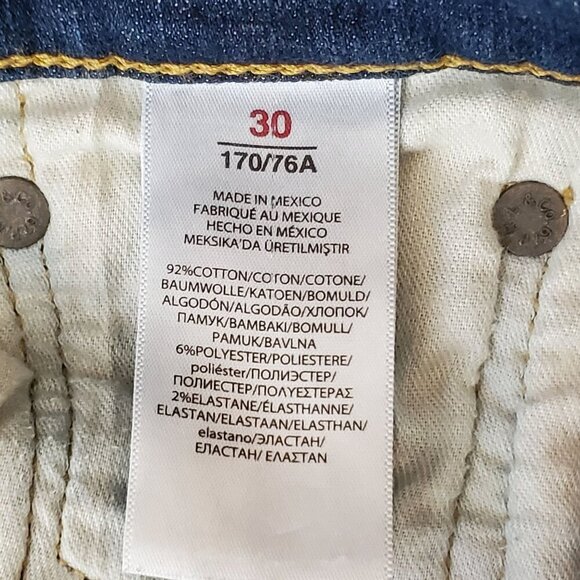 30
170/76A
MADE IN MEXICO
FABRIQUÉ AU MEXIQUE
HECHO EN MÉXICO
MEKSIKA'DA ÜRETILMIŞTIR
92%COTTON/COTON/COTONE/
BAUMWOLLE/KATOEN/BOMULD/
ALGODÓN/ALGODÃO/ХЛОПОК/
ПАМУК/BAMBAKI/BOMULL/
PAMUK/BAVLNA
6%POLYESTER/POLIESTERE/
poliéster/ПОЛИЭСТЕР/
ПОЛИЕСТЕР/ΠΟΛΥΕΣΤΕΡΑΣ
2%ELASTANE/ÉLASTHANNE/
ELASTAN/ELASTAAN/ELASTHAN/
elastano/ЭЛАСТАН/
ЕЛАСТАН/ ΕΛΑΣΤΑΝ